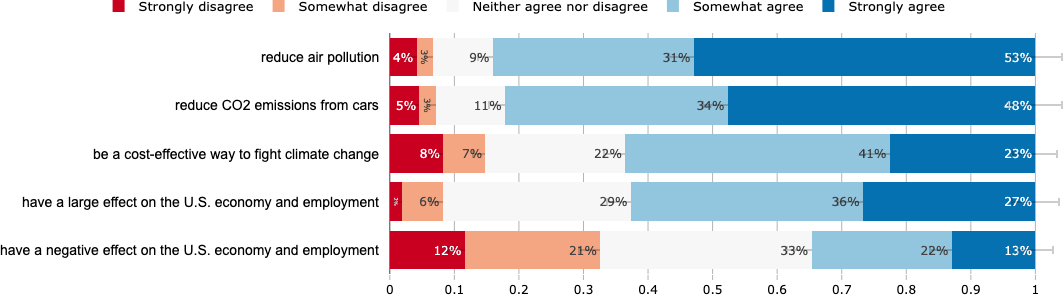 Strongly disagree Somewhat disagree Neither agree nor disagree Somewhat agree Strongly agree
reduce air pollution 4% 3% 9% 31% 53%
reduce CO2 emissions from cars 5% 3% 11% 34% 48%
be a cost-effective way to fight climate change 8% 7% 22% 41% 23%
have a large effect on the U.S. economy and employment 2% 6% 29% 36% 27%
have a negative effect on the U.S. economy and employment 12% 21% 33% 22% 13%
0 0.1 0.2 0.3 0.4 0.5 0.6 0.7 0.8 0.9 1